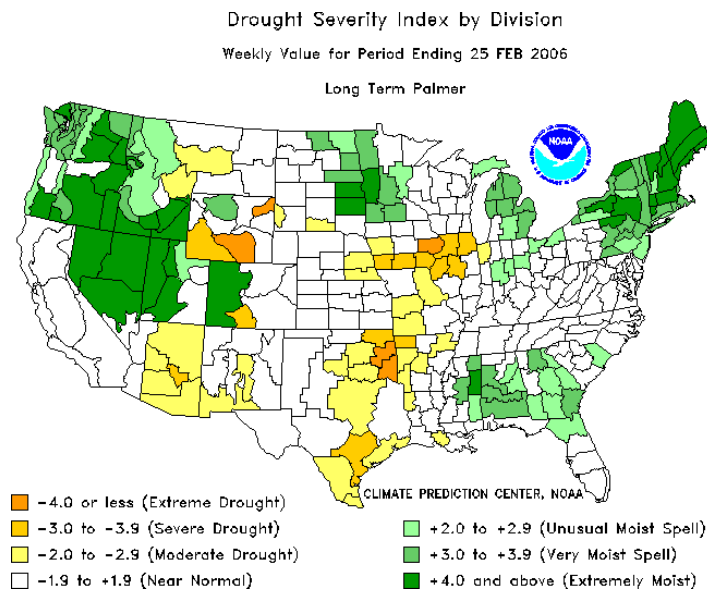 Drought Severity Index by Division
Weekly Value for Period Ending 25 FEB 2006
Long Term Palmer
NOAA
CLIMATE PREDICTION CENTER, NOAA
-4.0 or less (Extreme Drought)
-3.0 to -3.9 (Severe Drought)
-2.0 to -2.9 (Moderate Drought)
-1.9 to +1.9 (Near Normal)
+2.0 to +2.9 (Unusual Moist Spell)
+3.0 to +3.9 (Very Moist Spell)
+4.0 and above (Extremely Moist)